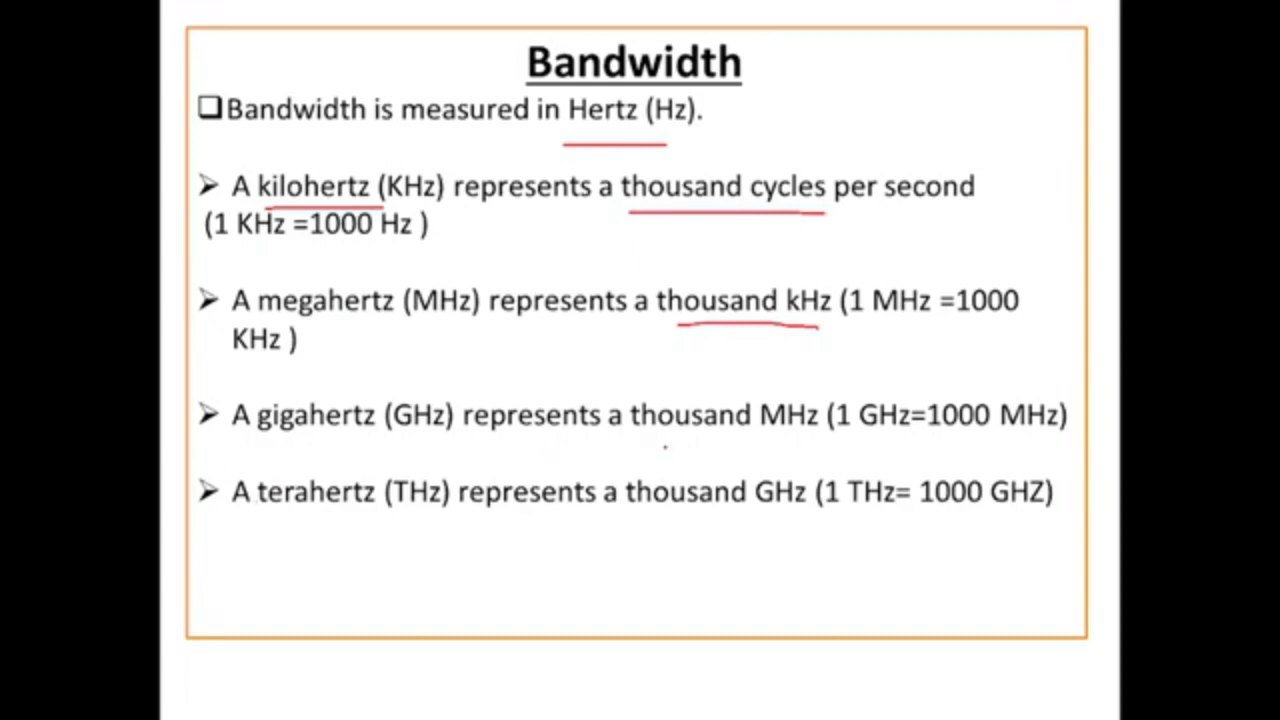 Bandwidth
❑Bandwidth is measured in Hertz (Hz).
➢ A kilohertz (KHz) represents a thousand cycles per second
(1 KHz =1000 Hz )
➢ A megahertz (MHz) represents a thousand kHz (1 MHz =1000
KHz )
➢ A gigahertz (GHz) represents a thousand MHz (1 GHz=1000 MHz)
➢ A terahertz (THz) represents a thousand GHz (1 THz= 1000 GHZ)